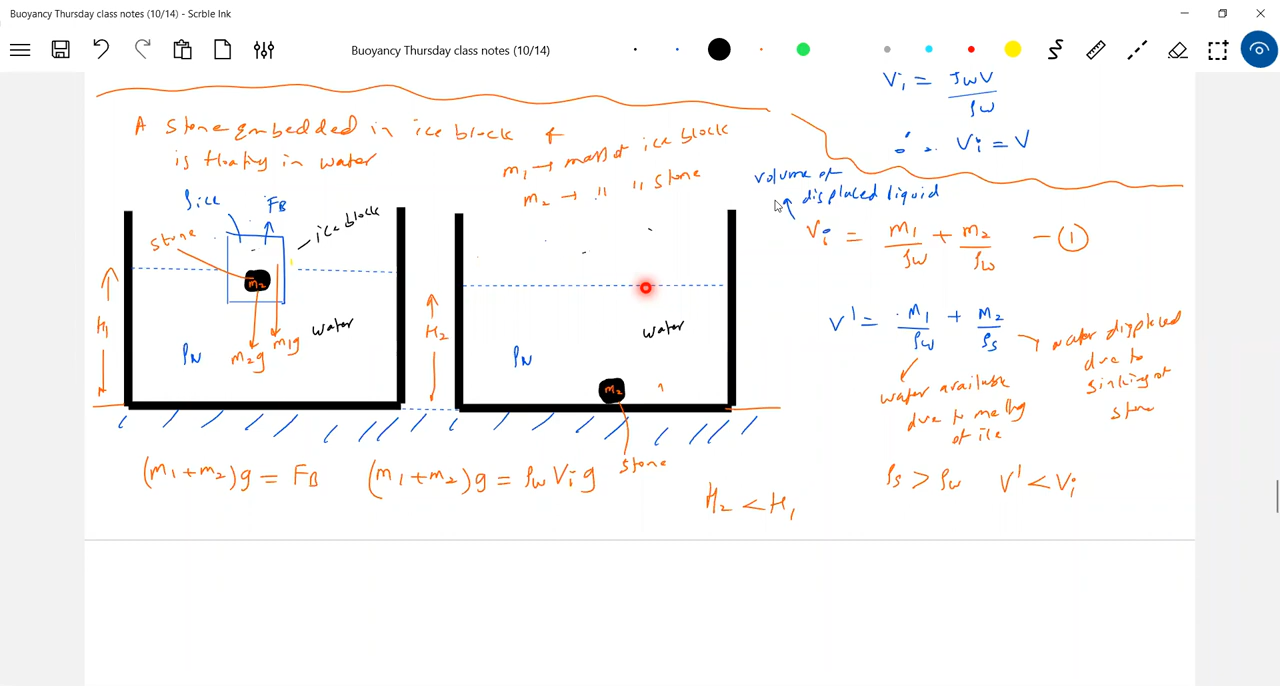 Buoyancy Thursday class notes (10/14) - Scrble Ink
Buoyancy Thursday class notes (10/14)
Vi = ρwV / ρw
∴ Vi = V
A Stone embedded in ice block &
is floating in water
m1 → mass of ice block
m2 → " " stone
volume of
displaced liquid
ρice
FB
ice block
stone
m2
H1
water
ρw
m2g
m1g
H2
water
ρw
m2
stone
Vi = m1/ρw + m2/ρw — (1)
V' = m1/ρw + m2/ρs
water displaced
due to
sinking of
stone
water available
due to melting
of ice
(m1+m2)g = FB
(m1+m2)g = ρw Vi g
H2 < H1
ρs > ρw V' < Vi